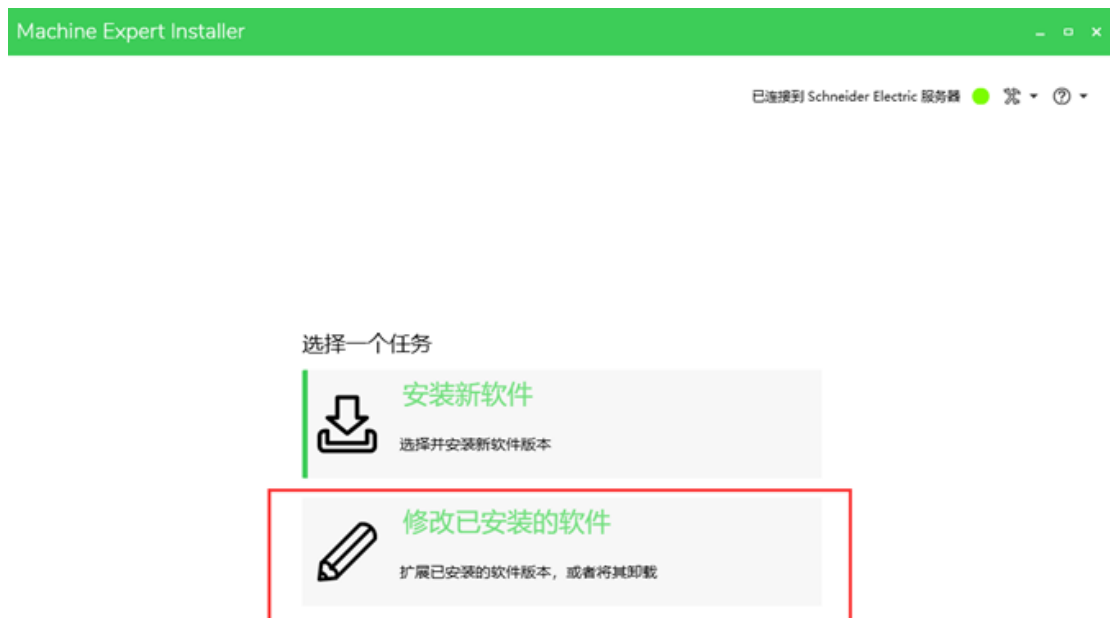 Machine Expert Installer
已连接到 Schneider Electric 服务器
选择一个任务
安装新软件
选择并安装新软件版本
修改已安装的软件
扩展已安装的软件版本，或者将其卸载